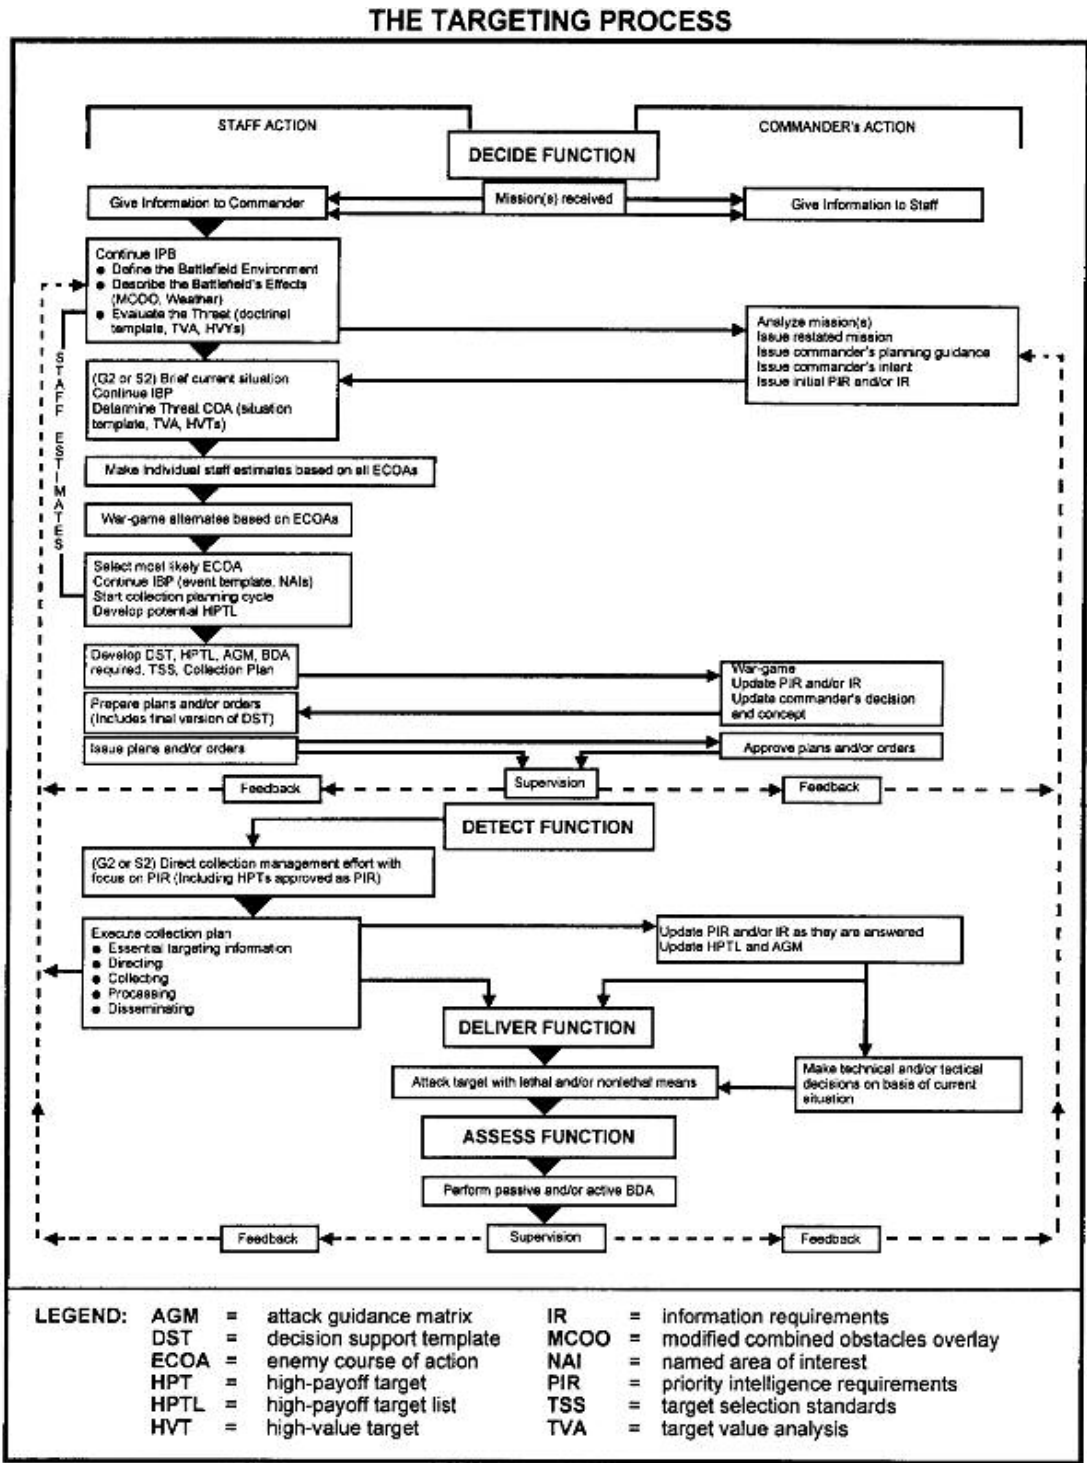 THE TARGETING PROCESS
STAFF ACTION
COMMANDER's ACTION
DECIDE FUNCTION
Mission(s) received
Give Information to Commander
Give Information to Staff
Continue IPB
● Define the Battlefield Environment
● Describe the Battlefield's Effects
(MCOO, Weather)
● Evaluate the Threat (doctrinal
template, TVA, HVYs)
Analyze mission(s)
Issue restated mission
Issue commander's planning guidance
Issue commander's intent
Issue initial PIR and/or IR
STAFF ESTIMATES
(G2 or S2) Brief current situation
Continue IBP
Determine Threat COA (situation
template, TVA, HVTs)
Make Individual staff estimates based on all ECOAs
War-game alternates based on ECOAs
Select most likely ECOA
Continue IBP (event template, NAIs)
Start collection planning cycle
Develop potential HPTL
Develop DST, HPTL, AGM, BDA
required, TSS, Collection Plan
War-game
Update PIR and/or IR
Update commander's decision
and concept
Prepare plans and/or orders
(Includes final version of DST)
Issue plans and/or orders
Approve plans and/or orders
Feedback
Supervision
Feedback
DETECT FUNCTION
(G2 or S2) Direct collection management effort with
focus on PIR (Including HPTs approved as PIR)
Execute collection plan
● Essential targeting information
● Directing
● Collecting
● Processing
● Disseminating
Update PIR and/or IR as they are answered
Update HPTL and AGM
DELIVER FUNCTION
Attack target with lethal and/or nonlethal means
Make technical and/or tactical
decisions on basis of current
situation
ASSESS FUNCTION
Perform passive and/or active BDA
Feedback
Supervision
Feedback
LEGEND:
AGM = attack guidance matrix
DST = decision support template
ECOA = enemy course of action
HPT = high-payoff target
HPTL = high-payoff target list
HVT = high-value target
IR = information requirements
MCOO = modified combined obstacles overlay
NAI = named area of interest
PIR = priority intelligence requirements
TSS = target selection standards
TVA = target value analysis